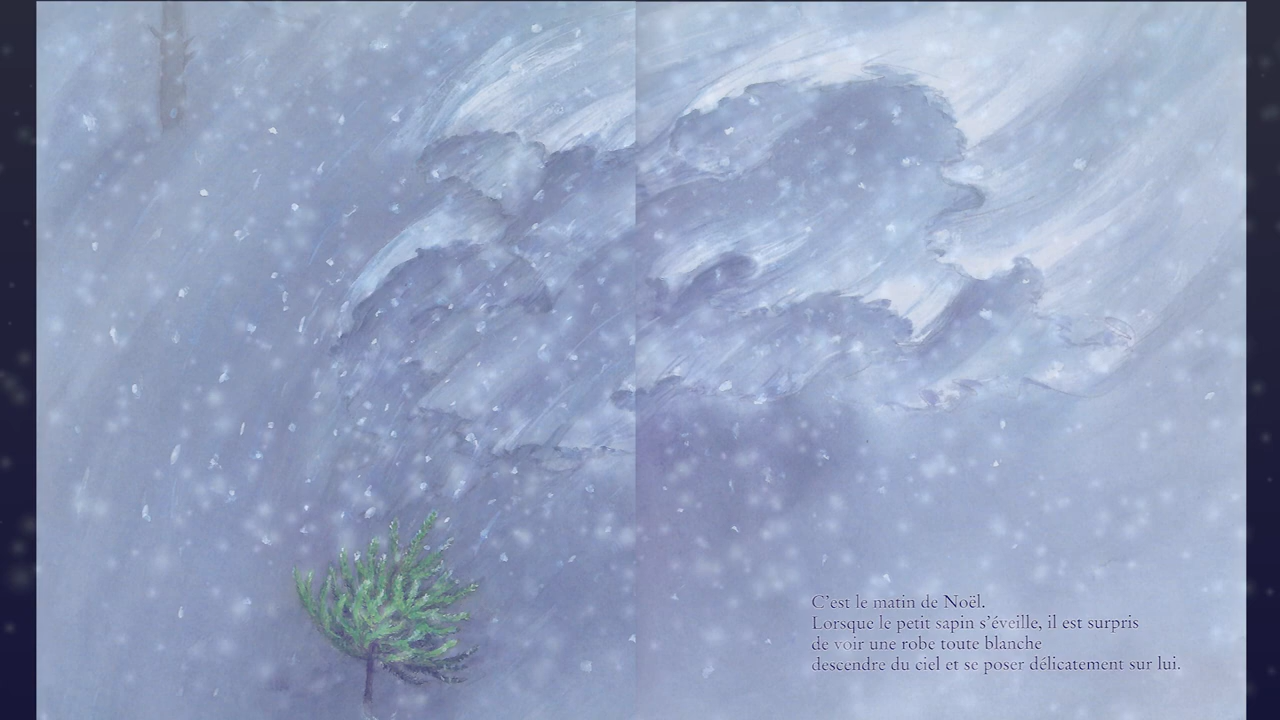 C'est le matin de Noël.
Lorsque le petit sapin s'éveille, il est surpris
de voir une robe toute blanche
descendre du ciel et se poser délicatement sur lui.